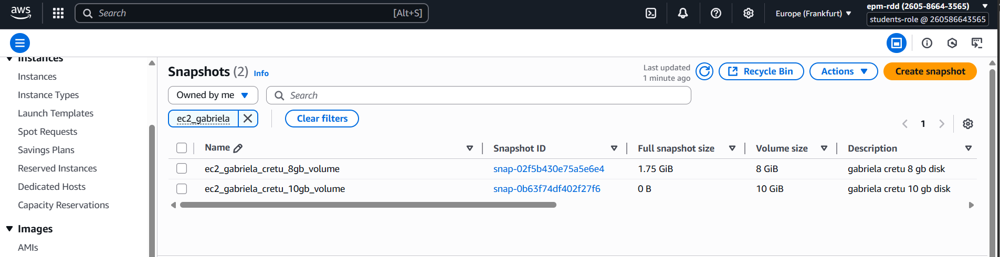 aws
Search [Alt+S]
Europe (Frankfurt)
epm-rdd (2605-8664-3565)
students-role @ 260586643565
Instances
Instances
Instance Types
Launch Templates
Spot Requests
Savings Plans
Reserved Instances
Dedicated Hosts
Capacity Reservations
Images
AMIs
Snapshots (2) Info
Last updated
1 minute ago
Recycle Bin
Actions
Create snapshot
Owned by me
Search
ec2_gabriela
Clear filters
1
Name Snapshot ID Full snapshot size Volume size Description
ec2_gabriela_cretu_8gb_volume snap-02f5b430e75a5e6e4 1.75 GiB 8 GiB gabriela cretu 8 gb disk
ec2_gabriela_cretu_10gb_volume snap-0b63f74df402f27f6 0 B 10 GiB gabriela cretu 10 gb disk